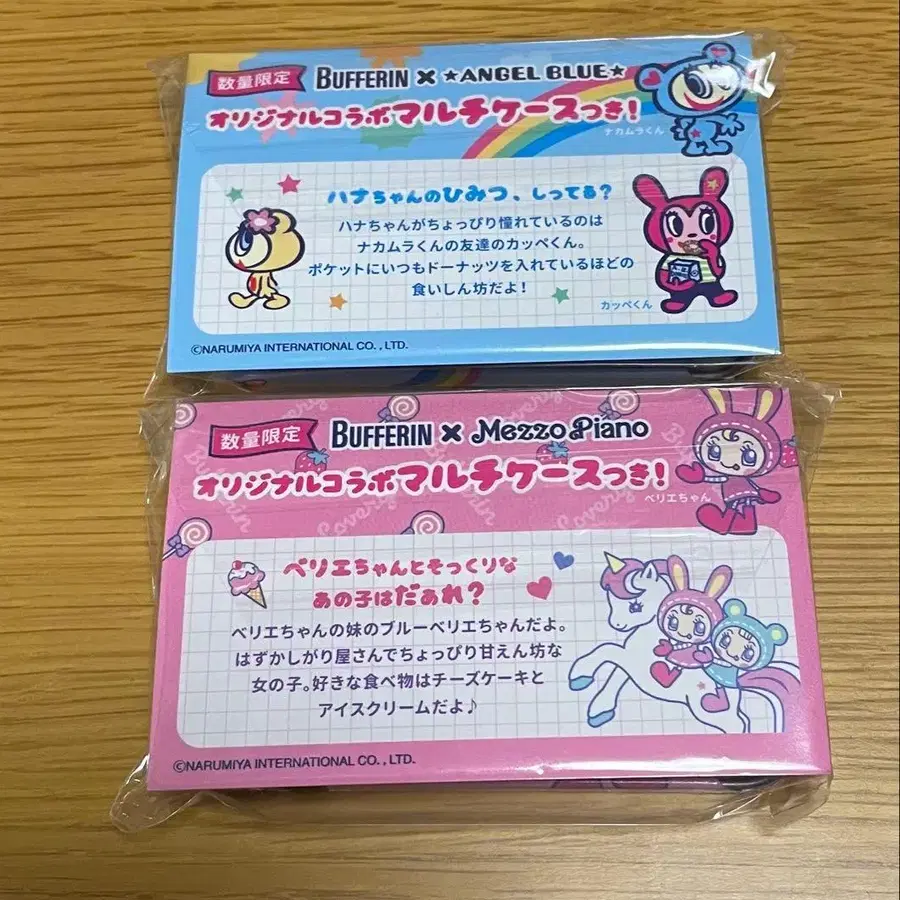 数量限定 BUFFERIN × ★ANGEL BLUE★
オリジナルコラボマルチケースつき!
ナカムラくん
ハナちゃんのひみつ、しってる?
ハナちゃんがちょっぴり憧れているのは
ナカムラくんの友達のカッペくん。
ポケットにいつもドーナッツを入れているほどの
食いしん坊だよ!
カッペくん
©NARUMIYA INTERNATIONAL CO., LTD.
数量限定 BUFFERIN × Mezzo Piano
オリジナルコラボマルチケースつき!
ベリエちゃん
ベリエちゃんとそっくりな
あの子はだぁれ?
ベリエちゃんの妹のブルーベリエちゃんだよ。
はずかしがり屋さんでちょっぴり甘えん坊な
女の子。好きな食べ物はチーズケーキと
アイスクリームだよ♪
©NARUMIYA INTERNATIONAL CO., LTD.